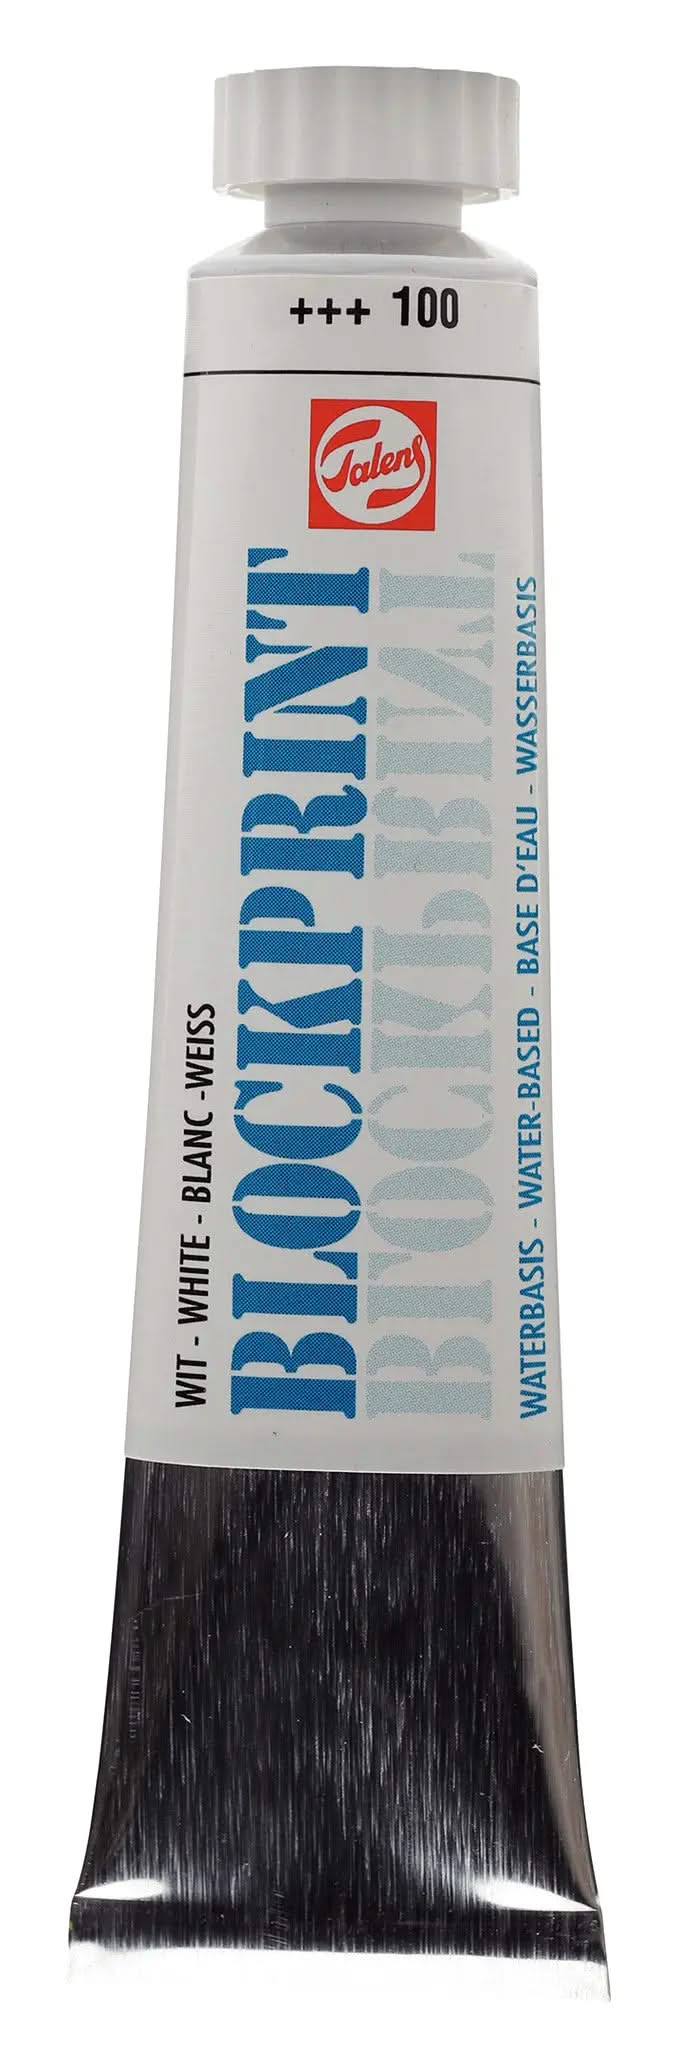 +++ 100
Talens
WIT - WHITE - BLANC -WEISS
BLOCKPRINT
BLOCKPRINT
WATERBASIS - WATER-BASED - BASE D'EAU - WASSERBASIS